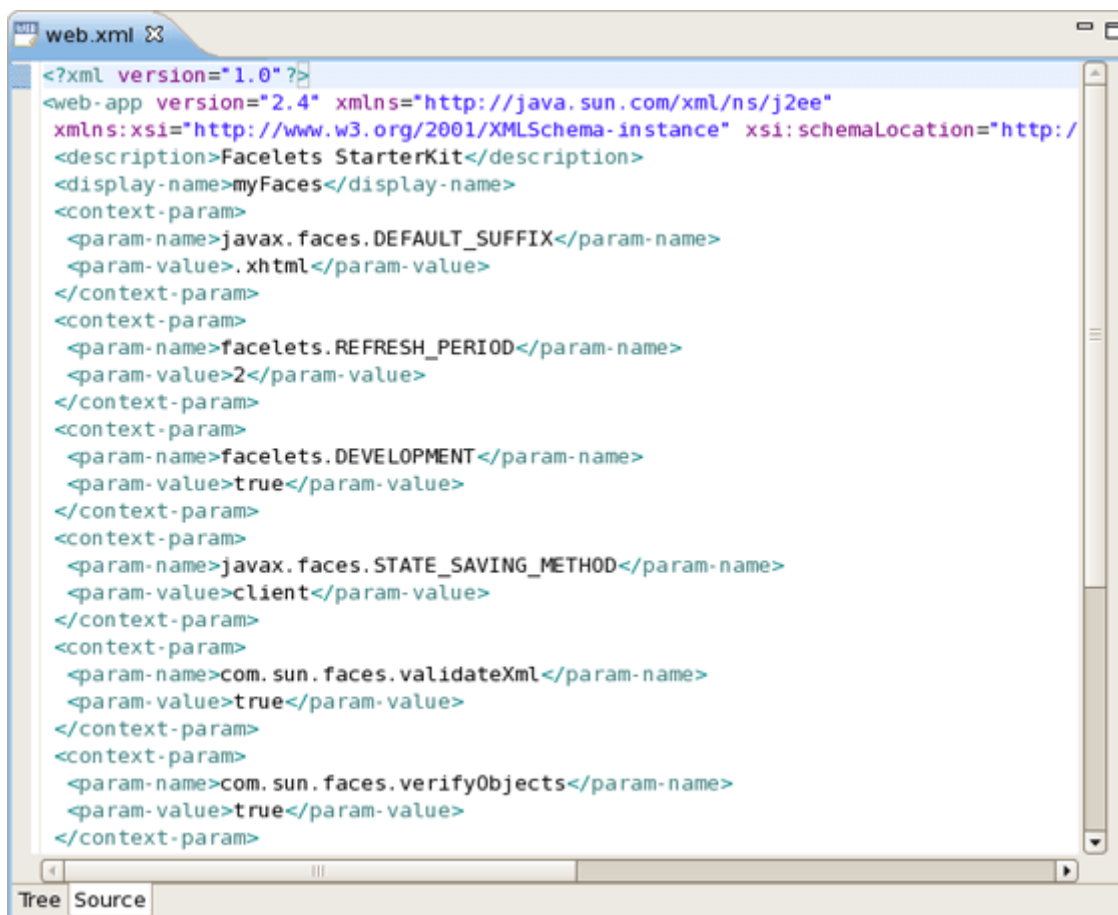 web.xml
<?xml version="1.0"?>
<web-app version="2.4" xmlns="http://java.sun.com/xml/ns/j2ee"
xmlns:xsi="http://www.w3.org/2001/XMLSchema-instance" xsi:schemaLocation="http:/
<description>Facelets StarterKit</description>
<display-name>myFaces</display-name>
<context-param>
<param-name>javax.faces.DEFAULT_SUFFIX</param-name>
<param-value>.xhtml</param-value>
</context-param>
<context-param>
<param-name>facelets.REFRESH_PERIOD</param-name>
<param-value>2</param-value>
</context-param>
<context-param>
<param-name>facelets.DEVELOPMENT</param-name>
<param-value>true</param-value>
</context-param>
<context-param>
<param-name>javax.faces.STATE_SAVING_METHOD</param-name>
<param-value>client</param-value>
</context-param>
<context-param>
<param-name>com.sun.faces.validateXml</param-name>
<param-value>true</param-value>
</context-param>
<context-param>
<param-name>com.sun.faces.verifyObjects</param-name>
<param-value>true</param-value>
</context-param>
Tree Source